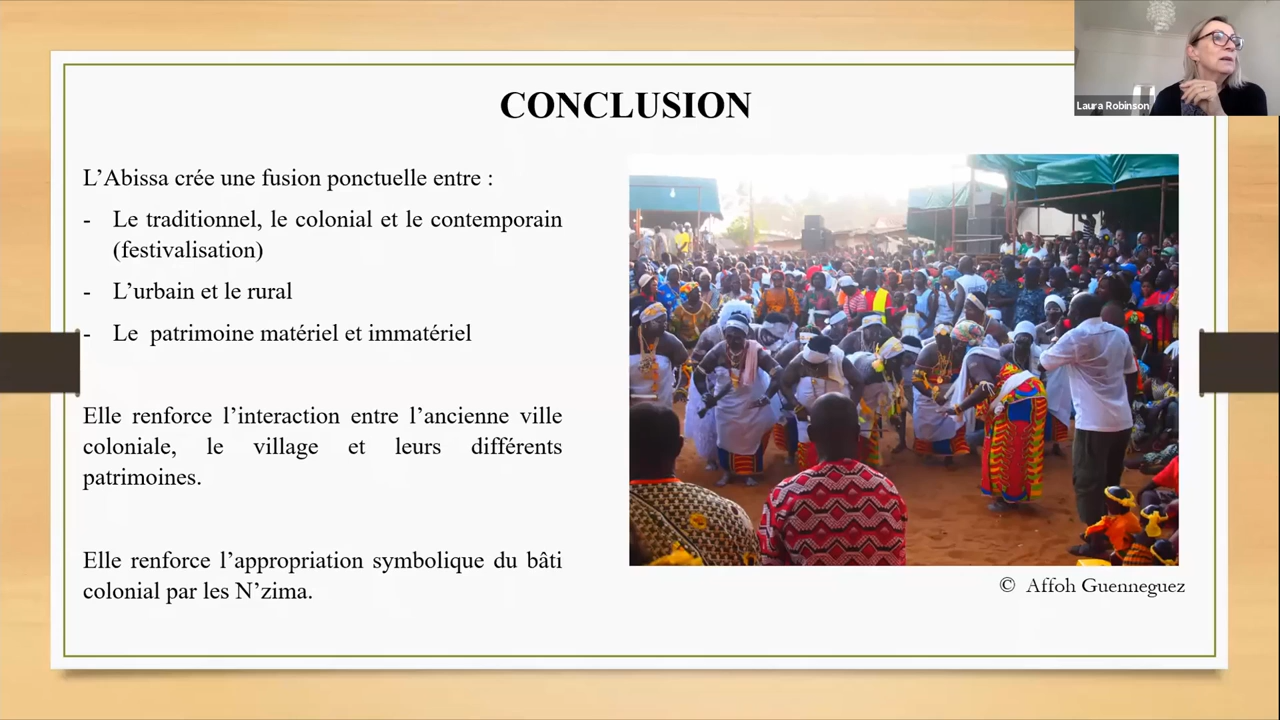 CONCLUSION
Laura Robinson
L’Abissa crée une fusion ponctuelle entre :
- Le traditionnel, le colonial et le contemporain
(festivalisation)
- L’urbain et le rural
- Le patrimoine matériel et immatériel
Elle renforce l’interaction entre l’ancienne ville
coloniale, le village et leurs différents
patrimoines.
Elle renforce l’appropriation symbolique du bâti
colonial par les N’zima.
© Affoh Guenneguez